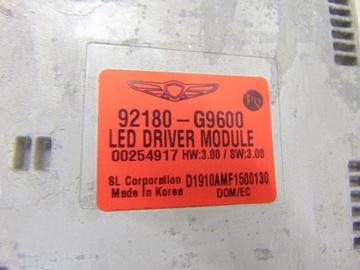 92180-G9600
LED DRIVER MODULE
00254917 HW:3.00 / SW:3.00
SL Corporation D1910AMF1500130
Made in Korea DOM/EC